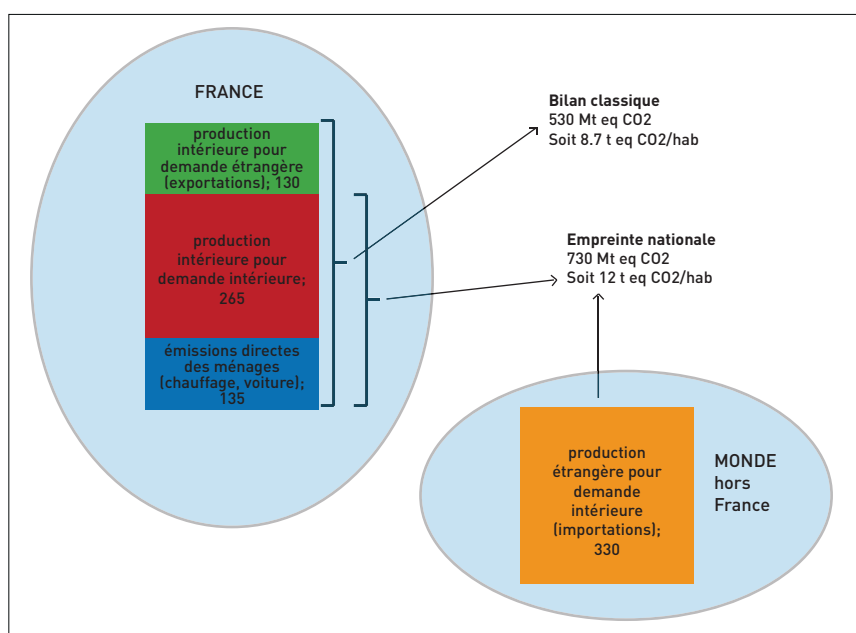 FRANCE
production
intérieure pour
demande étrangère
(exportations); 130
production
intérieure pour
demande intérieure;
265
émissions directes
des ménages
(chauffage, voiture);
135
Bilan classique
530 Mt eq CO2
Soit 8.7 t eq CO2/hab
Empreinte nationale
730 Mt eq CO2
Soit 12 t eq CO2/hab
production
étrangère pour
demande
intérieure
(importations);
330
MONDE
hors
France